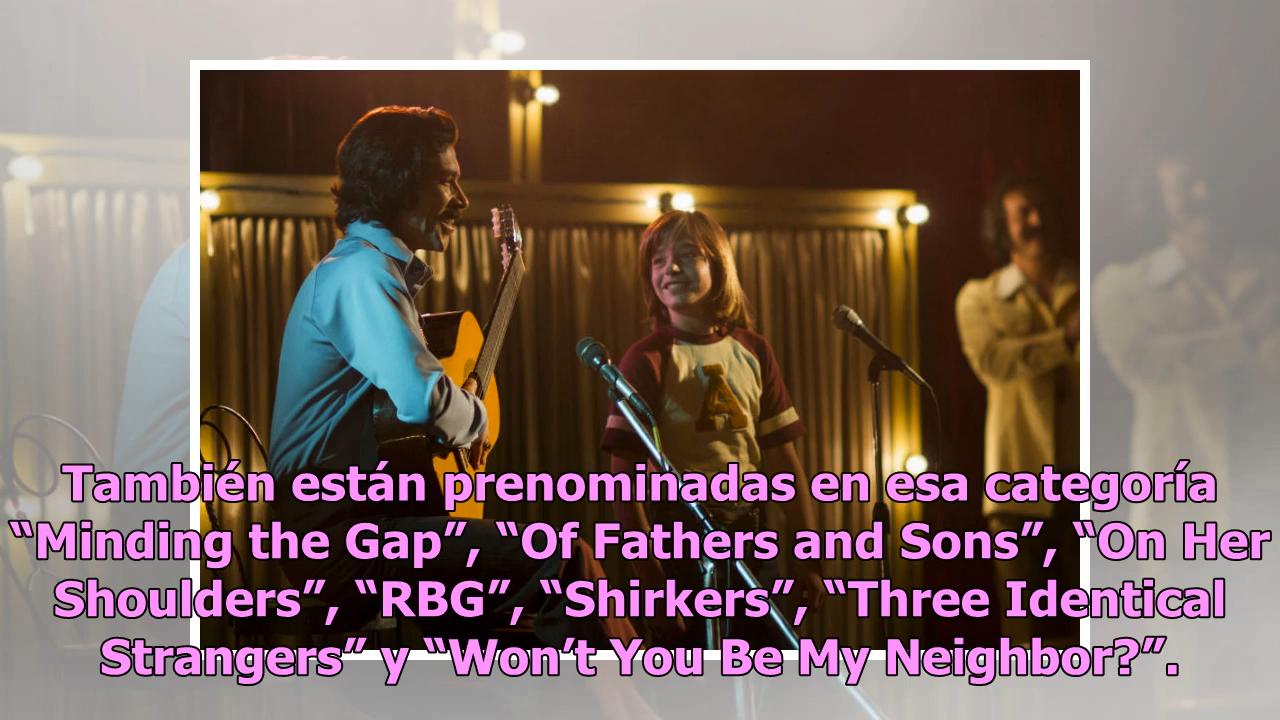 También están prenominadas en esa categoría
“Minding the Gap”, “Of Fathers and Sons”, “On Her
Shoulders”, “RBG”, “Shirkers”, “Three Identical
Strangers” y “Won’t You Be My Neighbor?”.
A